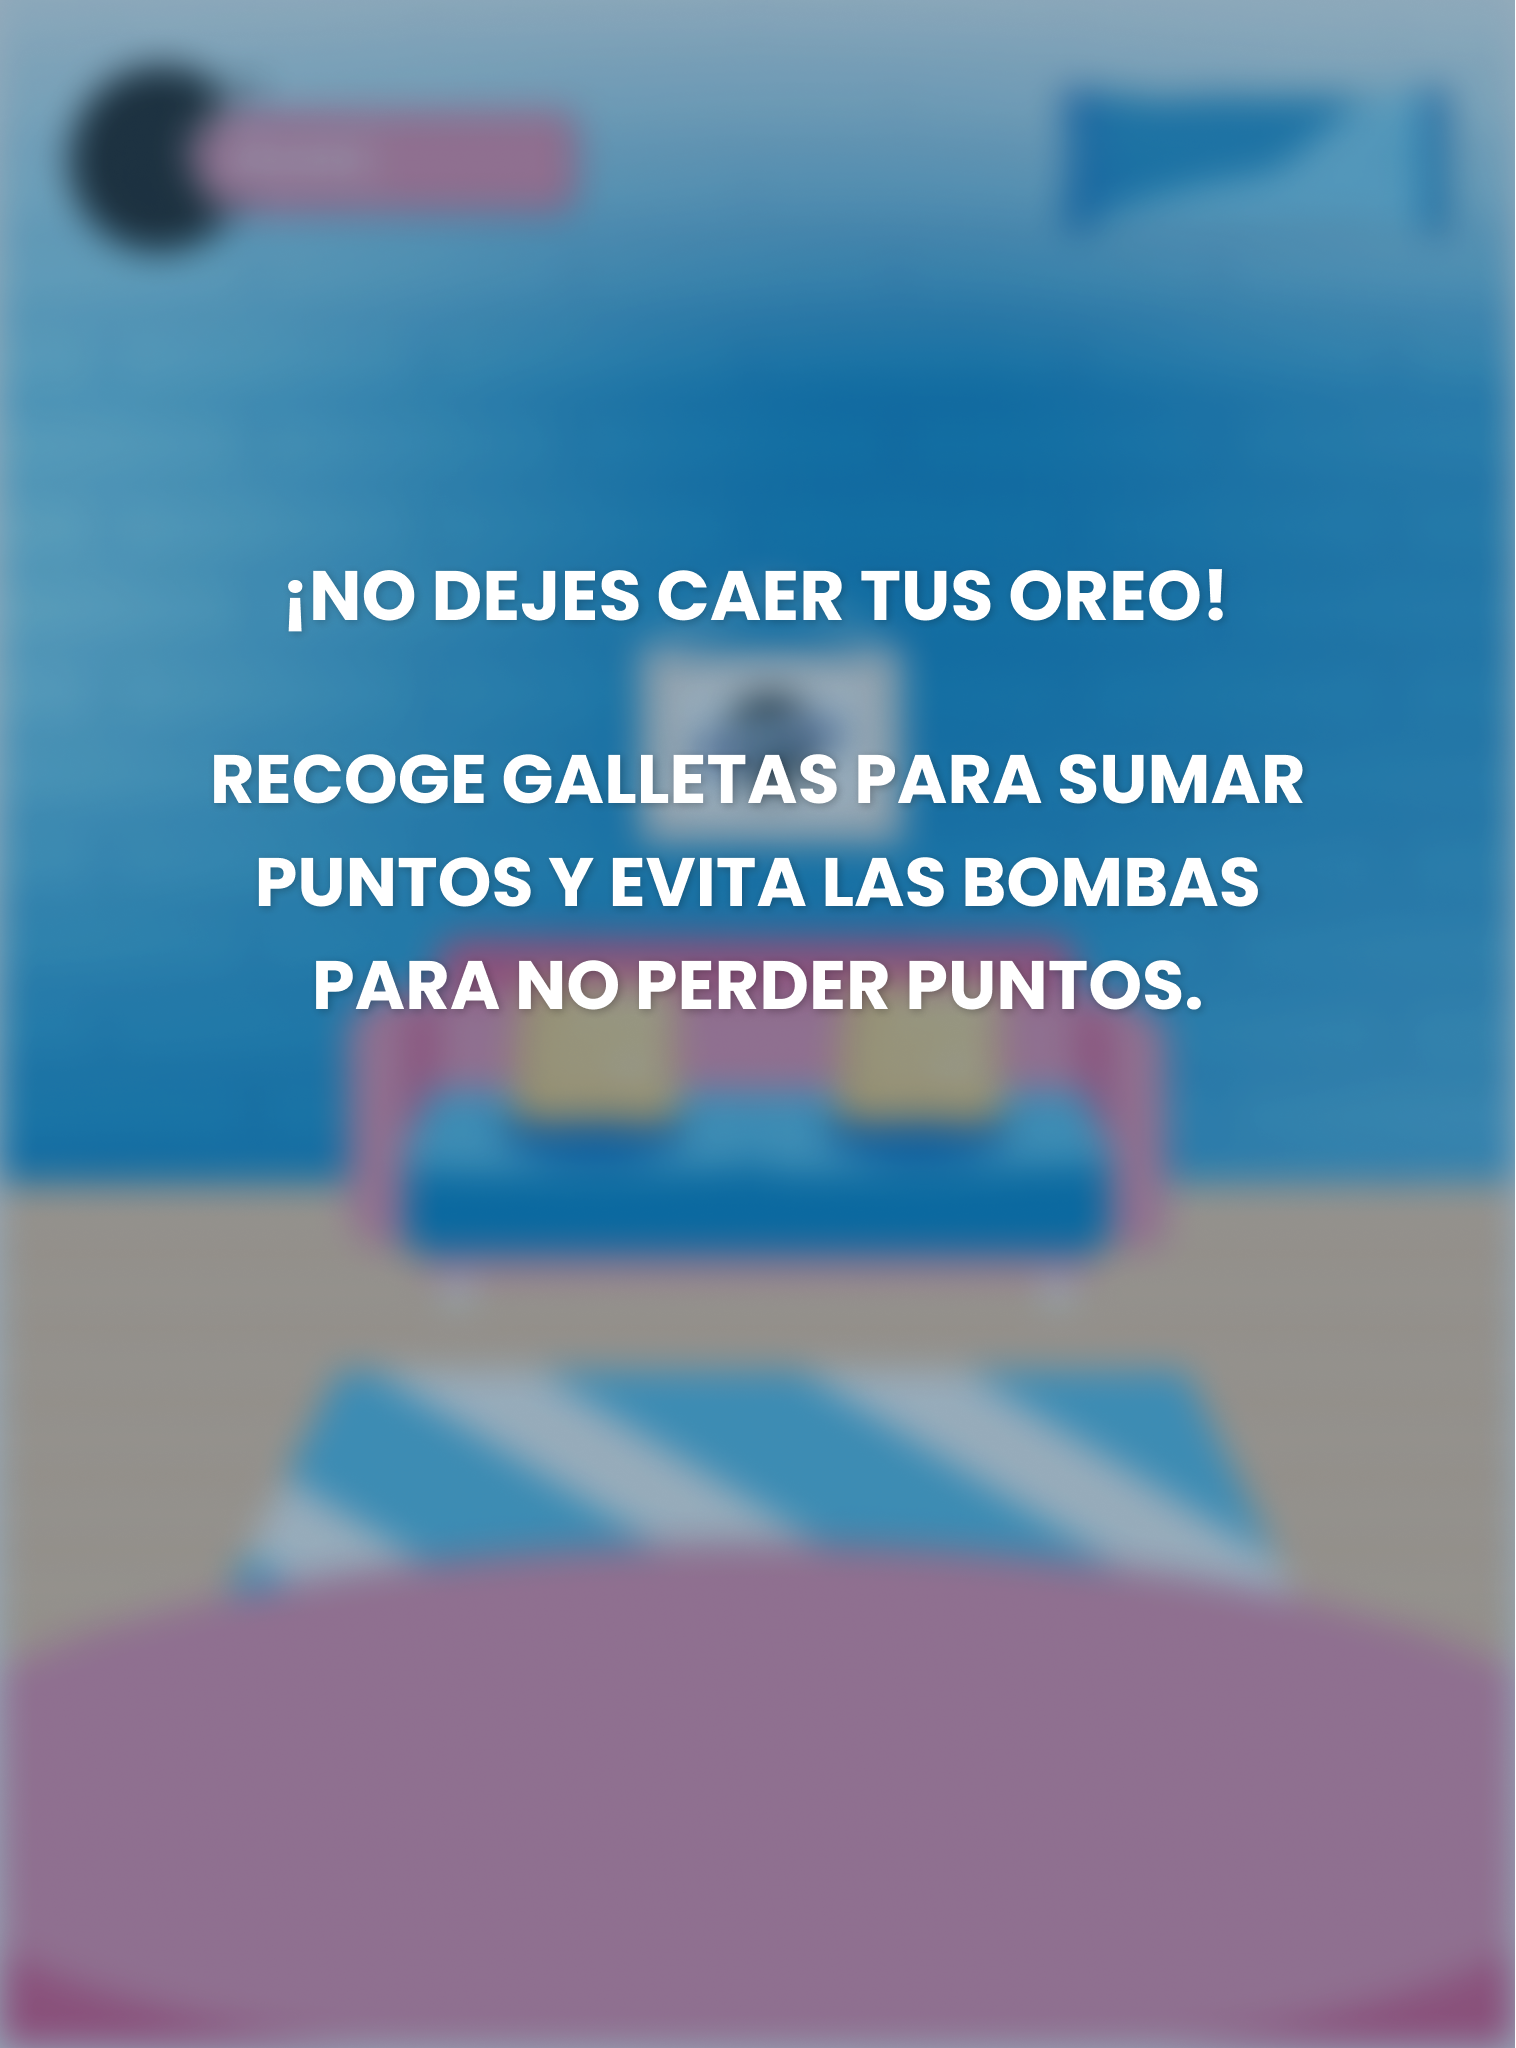 ¡NO DEJES CAER TUS OREO!
RECOGE GALLETAS PARA SUMAR
PUNTOS Y EVITA LAS BOMBAS
PARA NO PERDER PUNTOS.